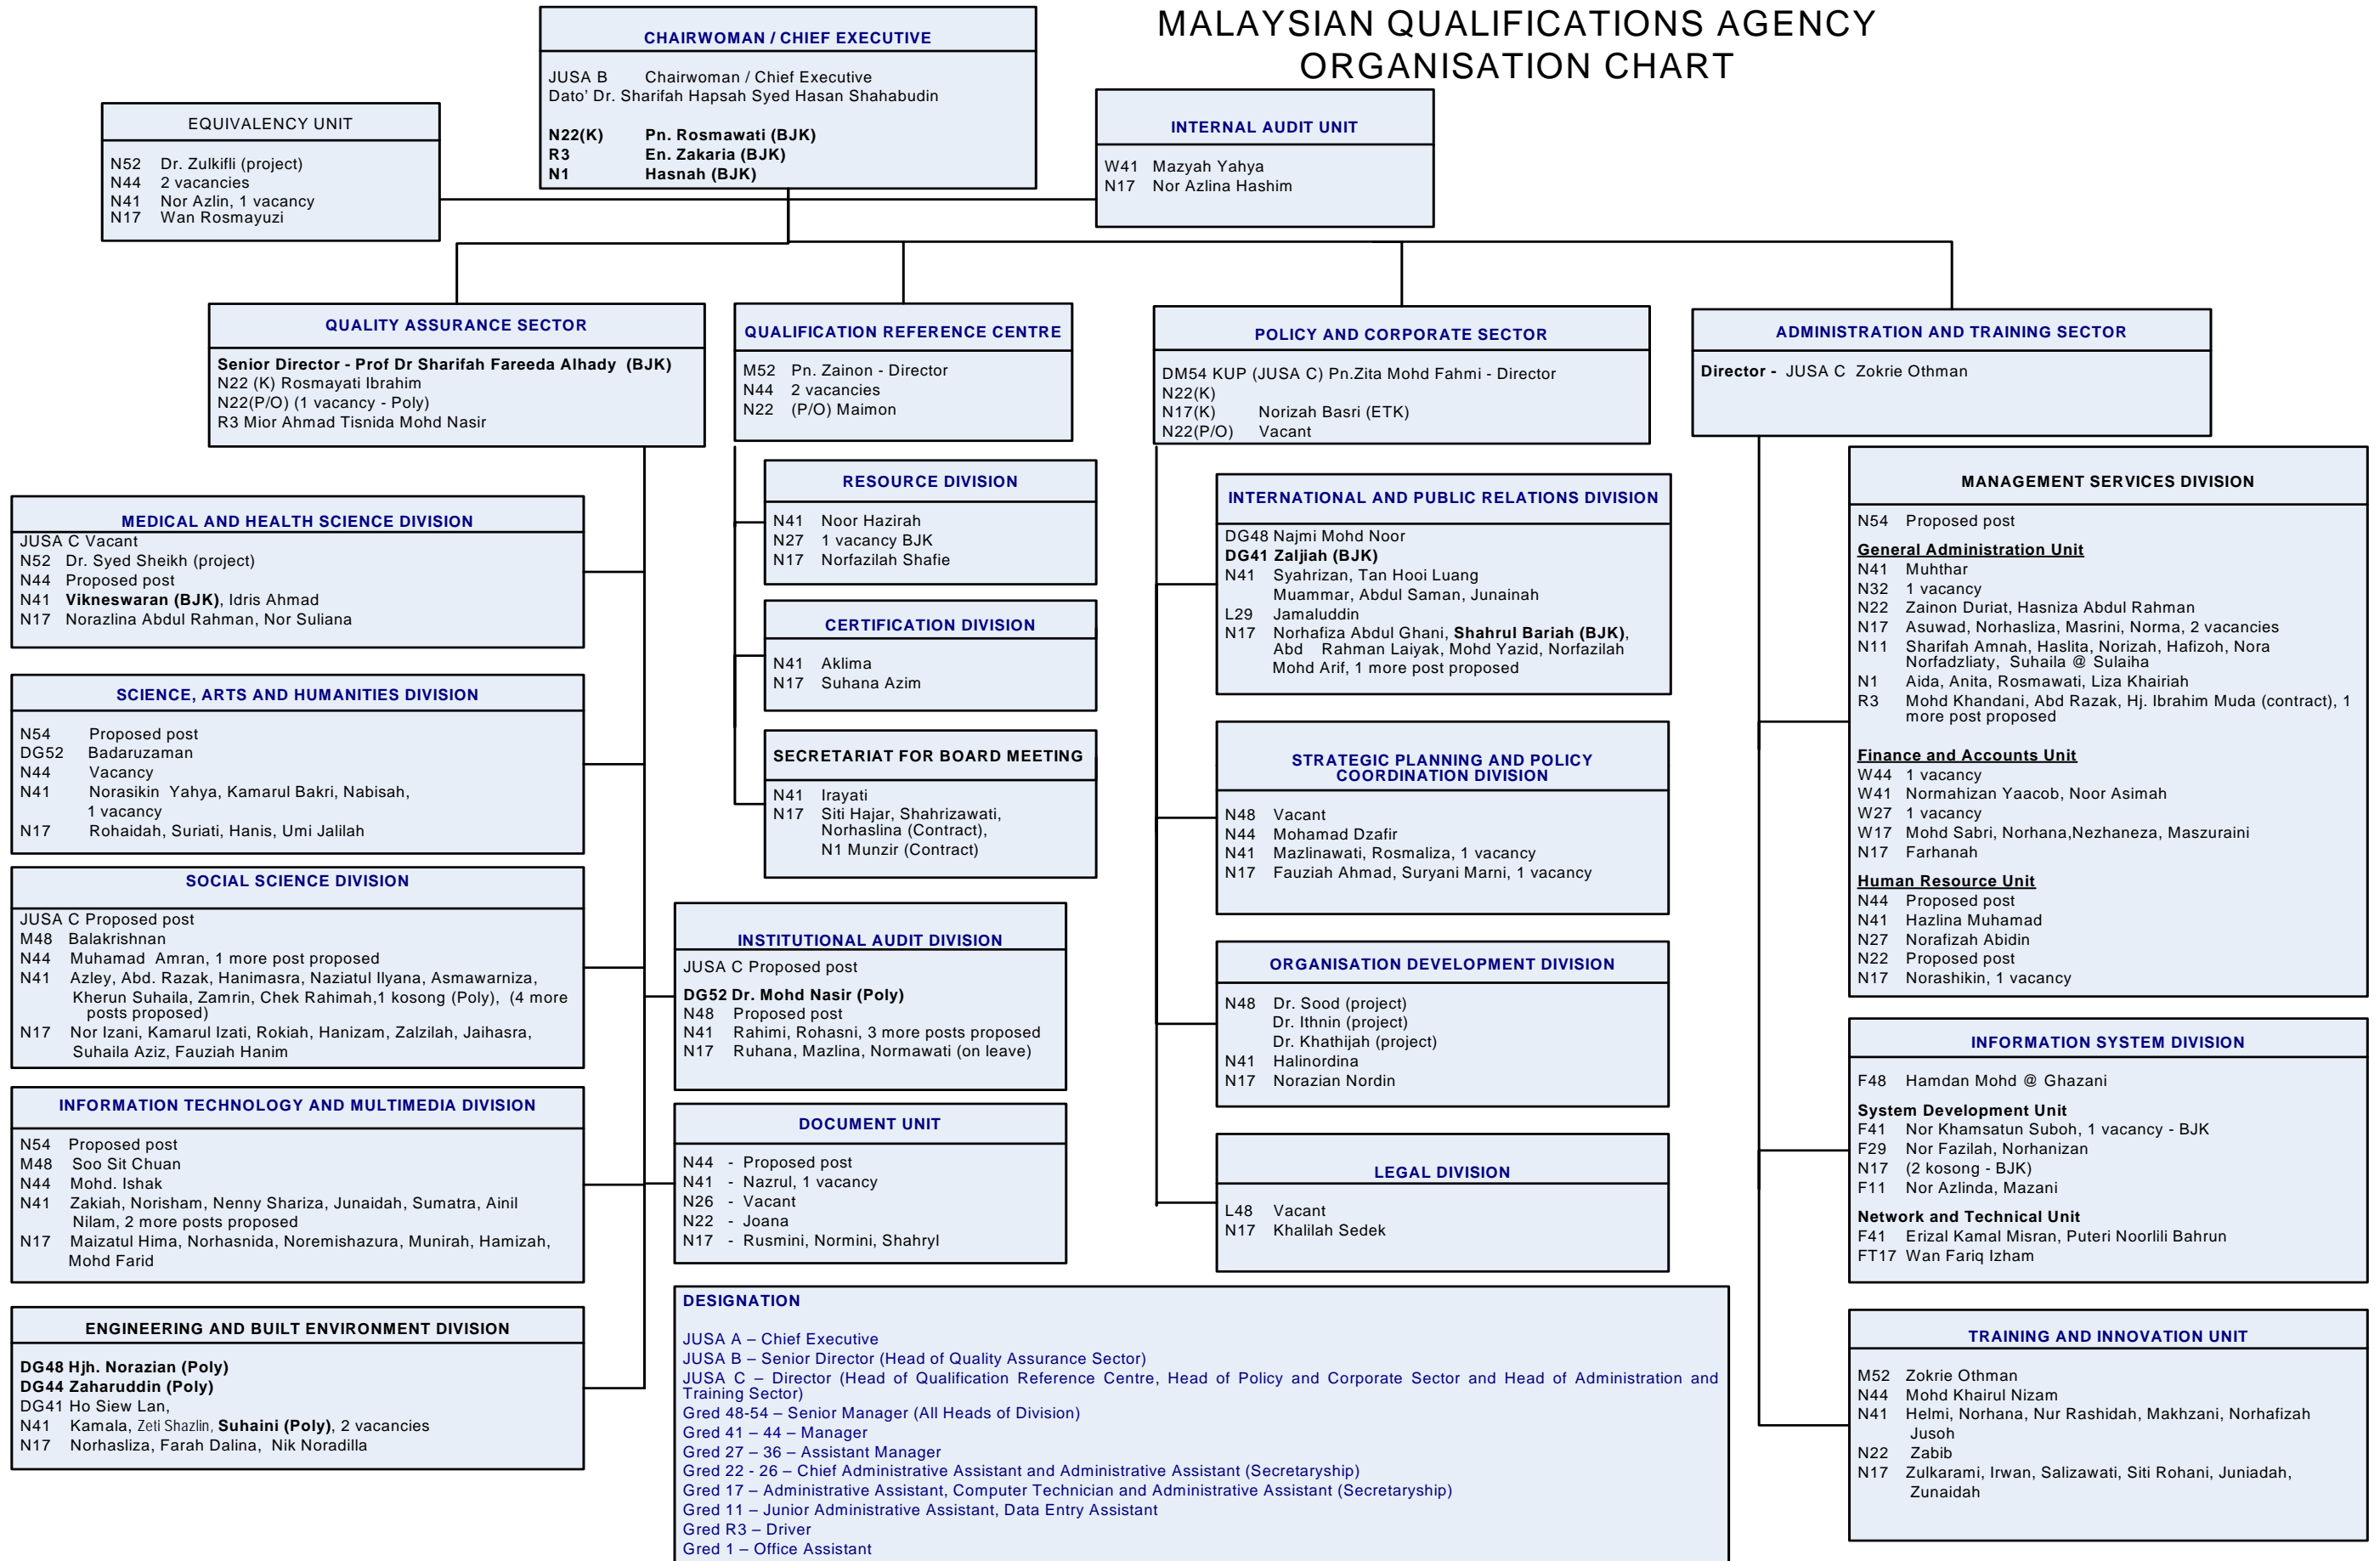 MALAYSIAN QUALIFICATIONS AGENCY
ORGANISATION CHART
CHAIRWOMAN / CHIEF EXECUTIVE
JUSA B Chairwoman / Chief Executive
Dato' Dr. Sharifah Hapsah Syed Hasan Shahabudin
N22(K) Pn. Rosmawati (BJK)
R3 En. Zakaria (BJK)
N1 Hasnah (BJK)
EQUIVALENCY UNIT
N52 Dr. Zulkifli (project)
N44 2 vacancies
N41 Nor Azlin, 1 vacancy
N17 Wan Rosmayuzi
INTERNAL AUDIT UNIT
W41 Mazyah Yahya
N17 Nor Azlina Hashim
QUALITY ASSURANCE SECTOR
Senior Director - Prof Dr Sharifah Fareeda Alhady (BJK)
N22 (K) Rosmayati Ibrahim
N22(P/O) (1 vacancy - Poly)
R3 Mior Ahmad Tisnida Mohd Nasir
QUALIFICATION REFERENCE CENTRE
M52 Pn. Zainon - Director
N44 2 vacancies
N22 (P/O) Maimon
POLICY AND CORPORATE SECTOR
DM54 KUP (JUSA C) Pn.Zita Mohd Fahmi - Director
N22(K)
N17(K) Norizah Basri (ETK)
N22(P/O) Vacant
ADMINISTRATION AND TRAINING SECTOR
Director - JUSA C Zokrie Othman
MEDICAL AND HEALTH SCIENCE DIVISION
JUSA C Vacant
N52 Dr. Syed Sheikh (project)
N44 Proposed post
N41 Vikneswaran (BJK), Idris Ahmad
N17 Norazlina Abdul Rahman, Nor Suliana
SCIENCE, ARTS AND HUMANITIES DIVISION
N54 Proposed post
DG52 Badaruzaman
N44 Vacancy
N41 Norasikin Yahya, Kamarul Bakri, Nabisah,
1 vacancy
N17 Rohaidah, Suriati, Hanis, Umi Jalilah
SOCIAL SCIENCE DIVISION
JUSA C Proposed post
M48 Balakrishnan
N44 Muhamad Amran, 1 more post proposed
N41 Azley, Abd. Razak, Hanimasra, Naziatul Ilyana, Asmawarniza,
Kherun Suhaila, Zamrin, Chek Rahimah,1 kosong (Poly), (4 more
posts proposed)
N17 Nor Izani, Kamarul Izati, Rokiah, Hanizam, Zalzilah, Jaihasra,
Suhaila Aziz, Fauziah Hanim
INFORMATION TECHNOLOGY AND MULTIMEDIA DIVISION
N54 Proposed post
M48 Soo Sit Chuan
N44 Mohd. Ishak
N41 Zakiah, Norisham, Nenny Shariza, Junaidah, Sumatra, Ainil
Nilam, 2 more posts proposed
N17 Maizatul Hima, Norhasnida, Noremishazura, Munirah, Hamizah,
Mohd Farid
ENGINEERING AND BUILT ENVIRONMENT DIVISION
DG48 Hjh. Norazian (Poly)
DG44 Zaharuddin (Poly)
DG41 Ho Siew Lan,
N41 Kamala, Zeti Shazlin, Suhaini (Poly), 2 vacancies
N17 Norhasliza, Farah Dalina, Nik Noradilla
RESOURCE DIVISION
N41 Noor Hazirah
N27 1 vacancy BJK
N17 Norfazilah Shafie
CERTIFICATION DIVISION
N41 Aklima
N17 Suhana Azim
SECRETARIAT FOR BOARD MEETING
N41 Irayati
N17 Siti Hajar, Shahrizawati,
Norhaslina (Contract),
N1 Munzir (Contract)
INSTITUTIONAL AUDIT DIVISION
JUSA C Proposed post
DG52 Dr. Mohd Nasir (Poly)
N48 Proposed post
N41 Rahimi, Rohasni, 3 more posts proposed
N17 Ruhana, Mazlina, Normawati (on leave)
DOCUMENT UNIT
N44 - Proposed post
N41 - Nazrul, 1 vacancy
N26 - Vacant
N22 - Joana
N17 - Rusmini, Normini, Shahryl
INTERNATIONAL AND PUBLIC RELATIONS DIVISION
DG48 Najmi Mohd Noor
DG41 Zaljiah (BJK)
N41 Syahrizan, Tan Hooi Luang
Muammar, Abdul Saman, Junainah
L29 Jamaluddin
N17 Norhafiza Abdul Ghani, Shahrul Bariah (BJK),
Abd Rahman Laiyak, Mohd Yazid, Norfazilah
Mohd Arif, 1 more post proposed
STRATEGIC PLANNING AND POLICY
COORDINATION DIVISION
N48 Vacant
N44 Mohamad Dzafir
N41 Mazlinawati, Rosmaliza, 1 vacancy
N17 Fauziah Ahmad, Suryani Marni, 1 vacancy
ORGANISATION DEVELOPMENT DIVISION
N48 Dr. Sood (project)
Dr. Ithnin (project)
Dr. Khathijah (project)
N41 Halinordina
N17 Norazian Nordin
LEGAL DIVISION
L48 Vacant
N17 Khalilah Sedek
MANAGEMENT SERVICES DIVISION
N54 Proposed post
General Administration Unit
N41 Muhthar
N32 1 vacancy
N22 Zainon Duriat, Hasniza Abdul Rahman
N17 Asuwad, Norhasliza, Masrini, Norma, 2 vacancies
N11 Sharifah Amnah, Haslita, Norizah, Hafizoh, Nora
Norfadzliaty, Suhaila @ Sulaiha
N1 Aida, Anita, Rosmawati, Liza Khairiah
R3 Mohd Khandani, Abd Razak, Hj. Ibrahim Muda (contract), 1
more post proposed
Finance and Accounts Unit
W44 1 vacancy
W41 Normahizan Yaacob, Noor Asimah
W27 1 vacancy
W17 Mohd Sabri, Norhana,Nezhaneza, Maszuraini
N17 Farhanah
Human Resource Unit
N44 Proposed post
N41 Hazlina Muhamad
N27 Norafizah Abidin
N22 Proposed post
N17 Norashikin, 1 vacancy
INFORMATION SYSTEM DIVISION
F48 Hamdan Mohd @ Ghazani
System Development Unit
F41 Nor Khamsatun Suboh, 1 vacancy - BJK
F29 Nor Fazilah, Norhanizan
N17 (2 kosong - BJK)
F11 Nor Azlinda, Mazani
Network and Technical Unit
F41 Erizal Kamal Misran, Puteri Noorlili Bahrun
FT17 Wan Fariq Izham
TRAINING AND INNOVATION UNIT
M52 Zokrie Othman
N44 Mohd Khairul Nizam
N41 Helmi, Norhana, Nur Rashidah, Makhzani, Norhafizah
Jusoh
N22 Zabib
N17 Zulkarami, Irwan, Salizawati, Siti Rohani, Juniadah,
Zunaidah
DESIGNATION
JUSA A – Chief Executive
JUSA B – Senior Director (Head of Quality Assurance Sector)
JUSA C – Director (Head of Qualification Reference Centre, Head of Policy and Corporate Sector and Head of Administration and
Training Sector)
Gred 48-54 – Senior Manager (All Heads of Division)
Gred 41 – 44 – Manager
Gred 27 – 36 – Assistant Manager
Gred 22 - 26 – Chief Administrative Assistant and Administrative Assistant (Secretaryship)
Gred 17 – Administrative Assistant, Computer Technician and Administrative Assistant (Secretaryship)
Gred 11 – Junior Administrative Assistant, Data Entry Assistant
Gred R3 – Driver
Gred 1 – Office Assistant